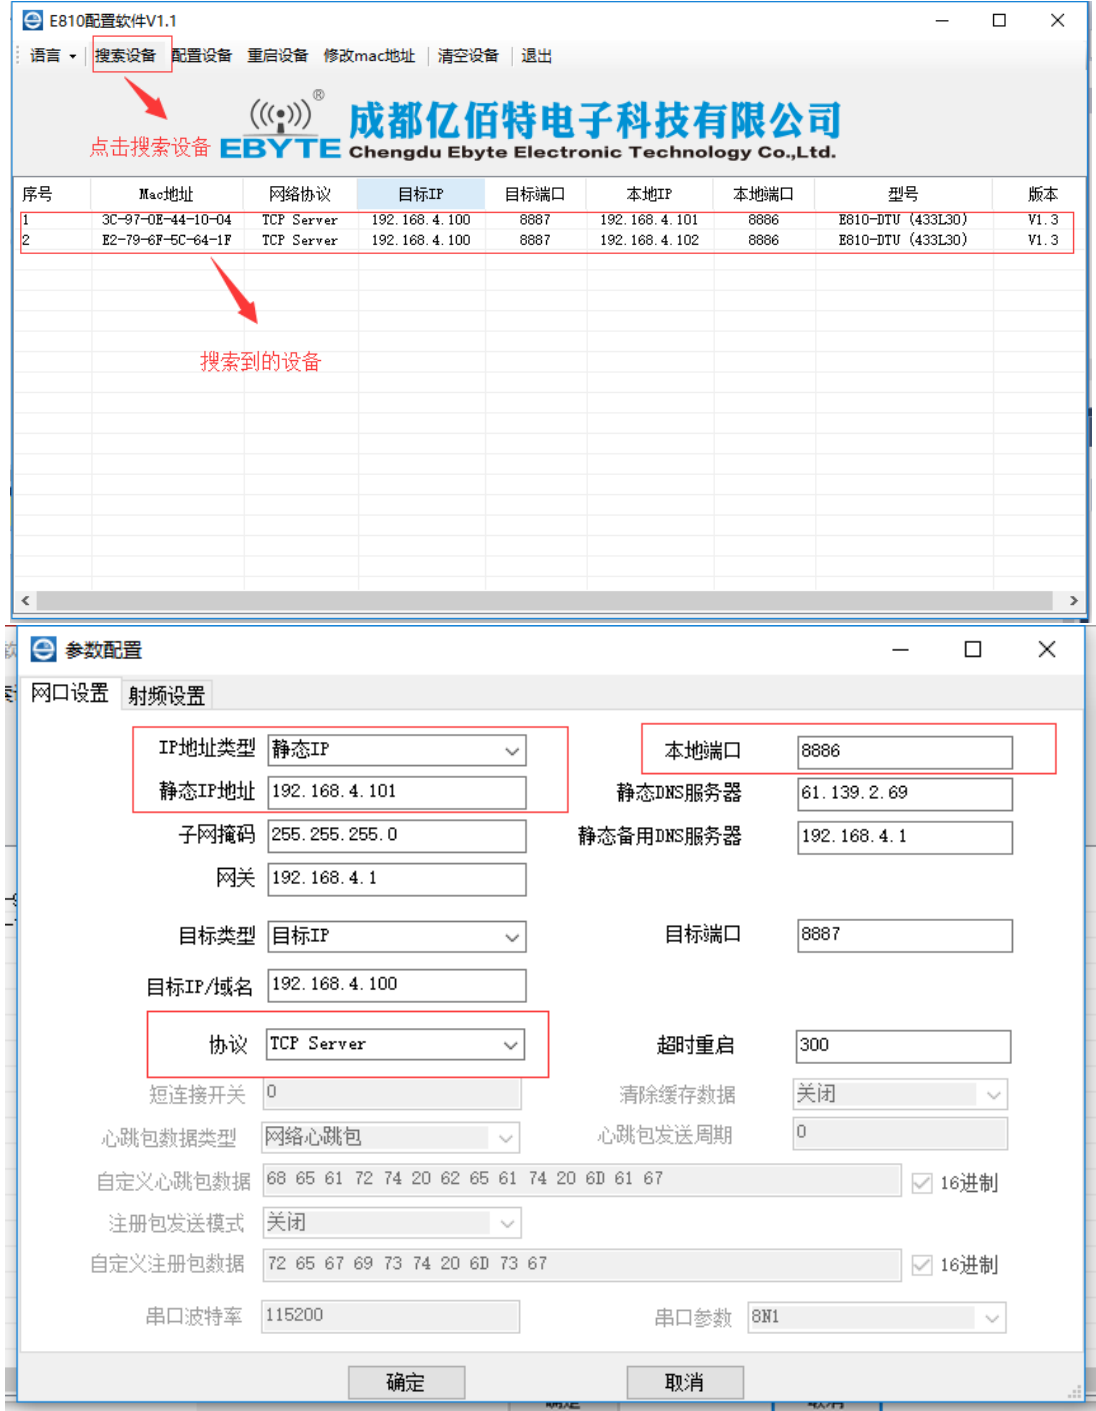 E810配置软件V1.1
语言 搜索设备 配置设备 重启设备 修改mac地址 清空设备 退出
点击搜索设备
®
EBYTE
成都亿佰特电子科技有限公司
Chengdu Ebyte Electronic Technology Co.,Ltd.
序号 Mac地址 网络协议 目标IP 目标端口 本地IP 本地端口 型号 版本
1 3C-97-0E-44-10-04 TCP Server 192.168.4.100 8887 192.168.4.101 8886 E810-DTU (433L30) V1.3
2 E2-79-6F-5C-64-1F TCP Server 192.168.4.100 8887 192.168.4.102 8886 E810-DTU (433L30) V1.3
搜索到的设备
参数配置
网口设置 射频设置
IP地址类型 静态IP 本地端口 8886
静态IP地址 192.168.4.101 静态DNS服务器 61.139.2.69
子网掩码 255.255.255.0 静态备用DNS服务器 192.168.4.1
网关 192.168.4.1
目标类型 目标IP 目标端口 8887
目标IP/域名 192.168.4.100
协议 TCP Server 超时重启 300
短连接开关 0 清除缓存数据 关闭
心跳包数据类型 网络心跳包 心跳包发送周期 0
自定义心跳包数据 68 65 61 72 74 20 62 65 61 74 20 6D 61 67 16进制
注册包发送模式 关闭
自定义注册包数据 72 65 67 69 73 74 20 6D 73 67 16进制
串口波特率 115200 串口参数 8N1
确定 取消